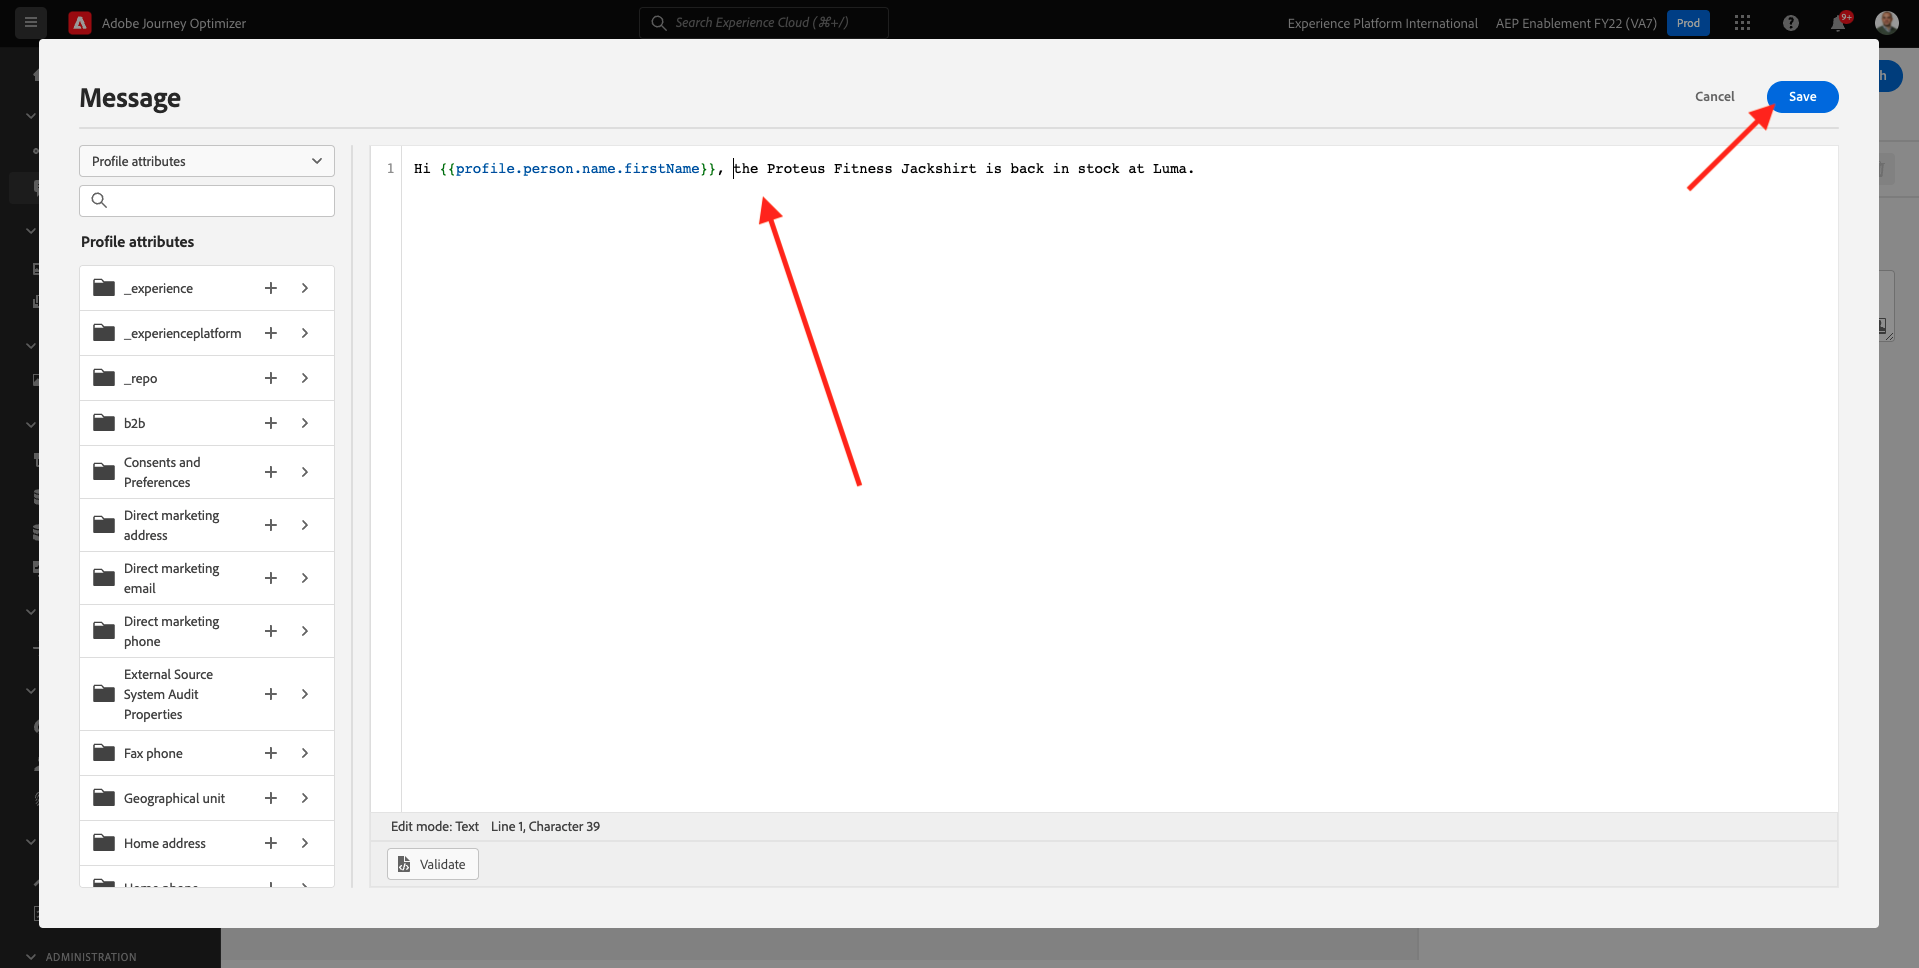 Adobe Journey Optimizer
Search Experience Cloud (⌘+/)
Experience Platform International
AEP Enablement FY22 (VA7)
Prod
9+
Message
Cancel
Save
Profile attributes
Profile attributes
_experience
_experienceplatform
_repo
b2b
Consents and
Preferences
Direct marketing
address
Direct marketing
email
Direct marketing
phone
External Source
System Audit
Properties
Fax phone
Geographical unit
Home address
Home phone
1
Hi {{profile.person.name.firstName}}, the Proteus Fitness Jackshirt is back in stock at Luma.
Edit mode: Text Line 1, Character 39
Validate
ADMINISTRATION